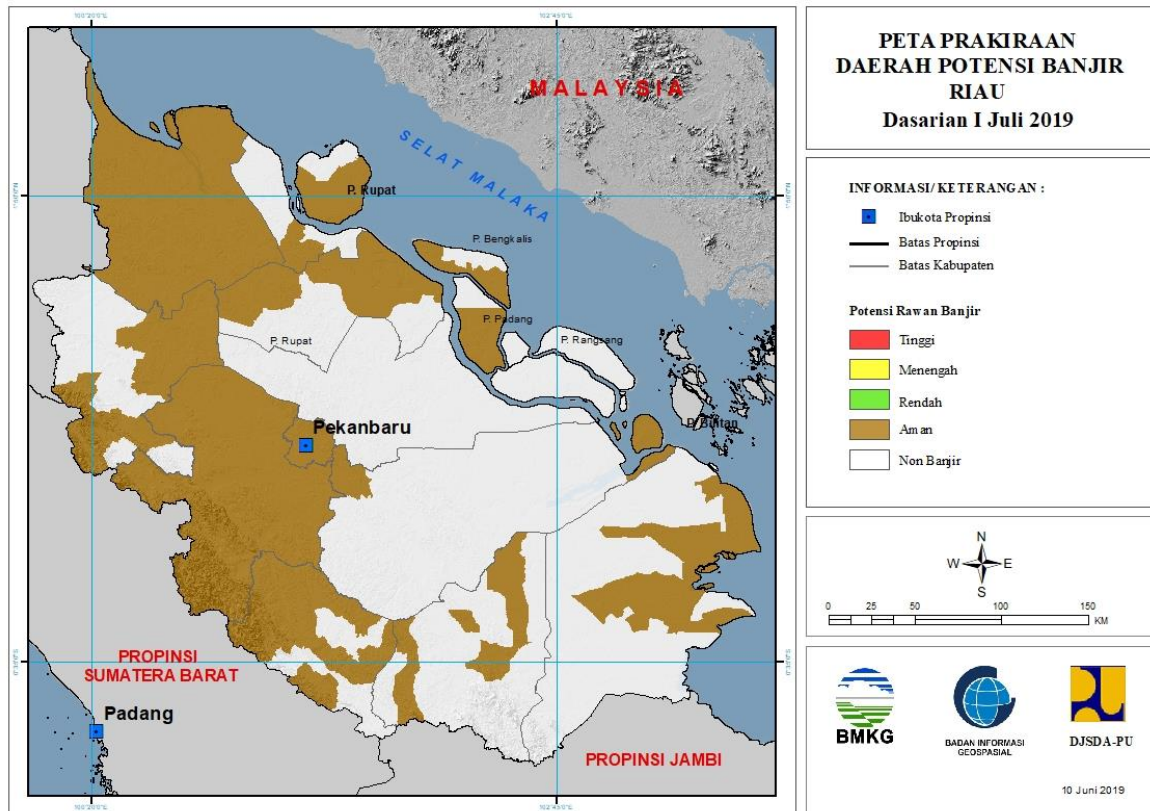 PETA PRAKIRAAN
DAERAH POTENSI BANJIR
RIAU
Dasarian I Juli 2019
INFORMASI/ KETERANGAN :
Ibukota Propinsi
Batas Propinsi
Batas Kabupaten
Potensi Rawan Banjir
Tinggi
Menengah
Rendah
Aman
Non Banjir
N
W E
S
0 25 50 100 150
KM
BMKG
BADAN INFORMASI
GEOSPASIAL
DJSDA-PU
10 Juni 2019
MALAYSIA
SELAT MALAKA
P. Rupat
P. Bengkalis
P. Padang
P. Rangsang
P. Rupat
P. Bintan
Pekanbaru
PROPINSI
SUMATERA BARAT
Padang
PROPINSI JAMBI